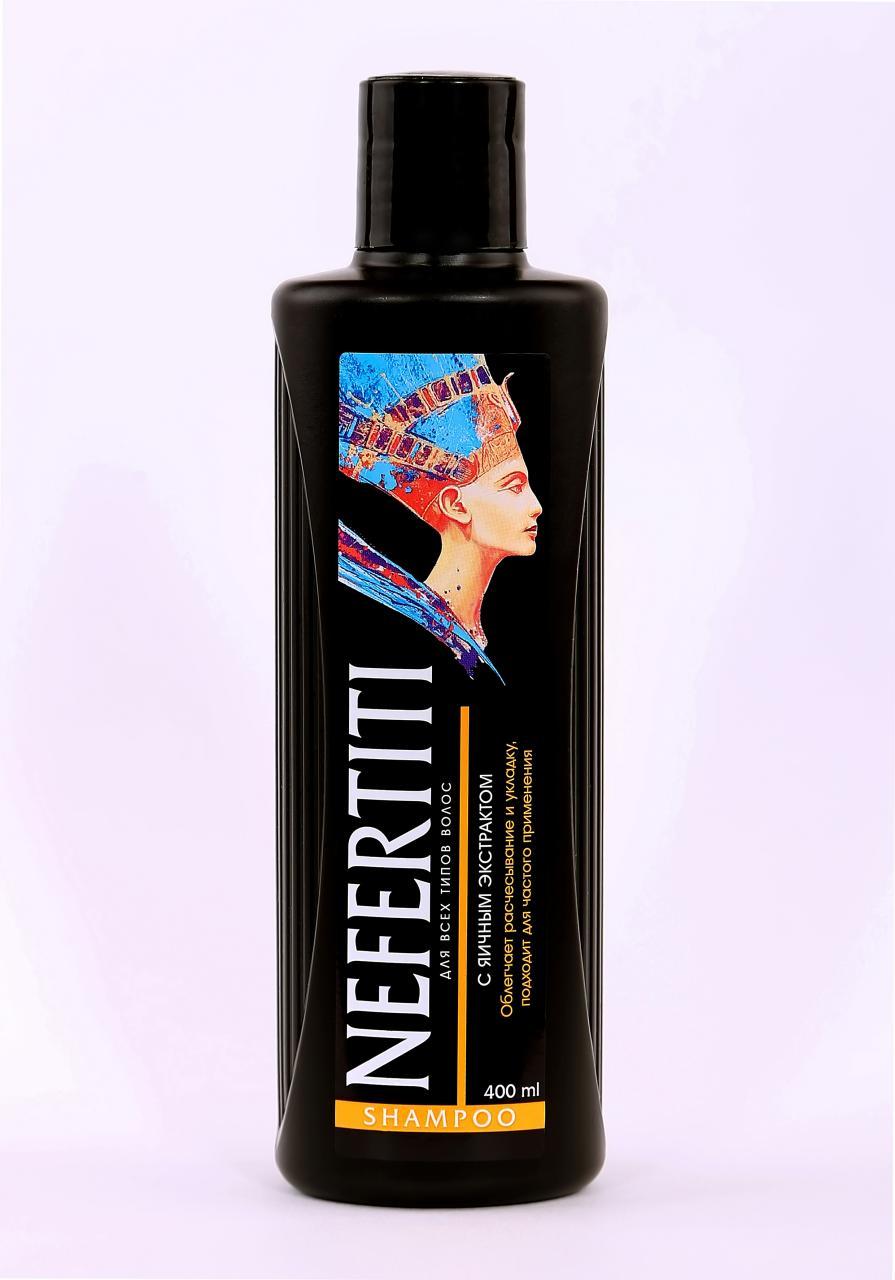 NEFERTITI
ДЛЯ ВСЕХ ТИПОВ ВОЛОС
С ЯИЧНЫМ ЭКСТРАКТОМ
Облегчает расчесывание и укладку,
подходит для частого применения
400 ml
SHAMPOO